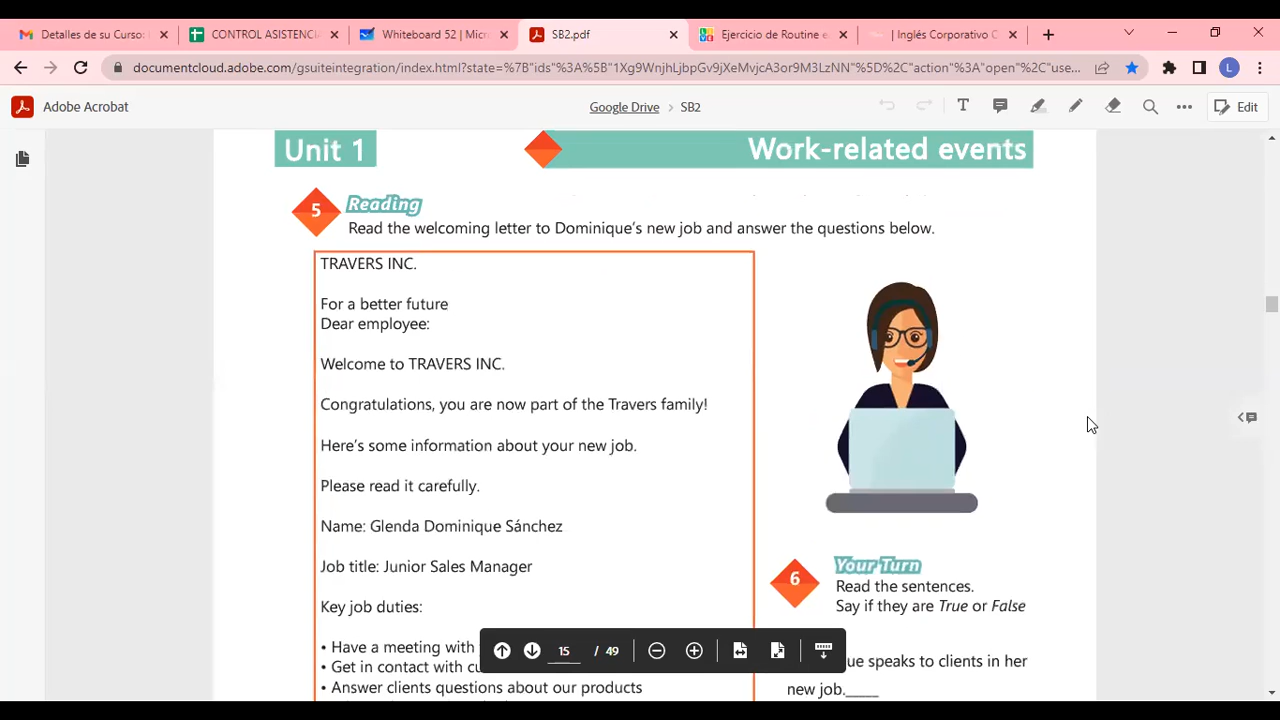 Detalles de su Curso:
CONTROL ASISTENCIA
Whiteboard 52 | Micr
SB2.pdf
Ejercicio de Routine e
| Inglés Corporativo C
documentcloud.adobe.com/gsuiteintegration/index.html?state=%7B"ids"%3A%5B"1Xg9WnjhLjbpGv9jXeMvjcA3or9M3LzNN"%5D%2C"action"%3A"open"%2C"use...
L
Adobe Acrobat
Google Drive
SB2
Edit
Unit 1
Work-related events
5
Reading
Read the welcoming letter to Dominique's new job and answer the questions below.
TRAVERS INC.
For a better future
Dear employee:
Welcome to TRAVERS INC.
Congratulations, you are now part of the Travers family!
Here's some information about your new job.
Please read it carefully.
Name: Glenda Dominique Sánchez
Job title: Junior Sales Manager
Key job duties:
• Have a meeting with
• Get in contact with cu
• Answer clients questions about our products
6
Your Turn
Read the sentences.
Say if they are True or False
ue speaks to clients in her
new job._____
15 / 49